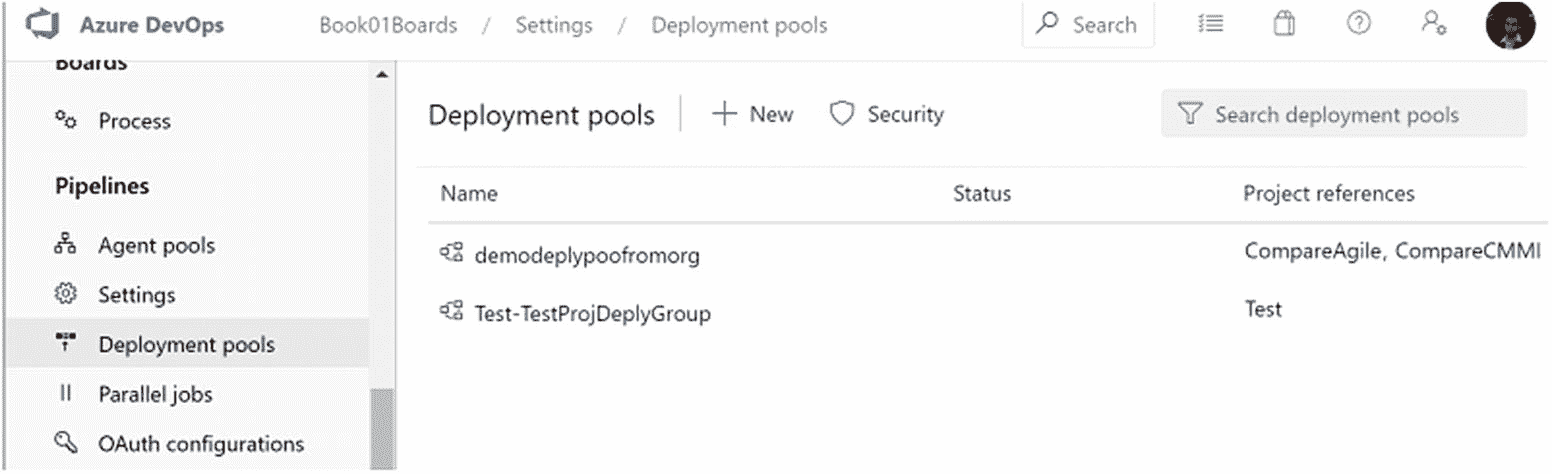 Azure DevOps Book01Boards / Settings / Deployment pools Search
Boards
Process
Pipelines
Agent pools
Settings
Deployment pools
Parallel jobs
OAuth configurations
Deployment pools New Security Search deployment pools
Name Status Project references
demodeplypoofromorg CompareAgile, CompareCMMI
Test-TestProjDeplyGroup Test